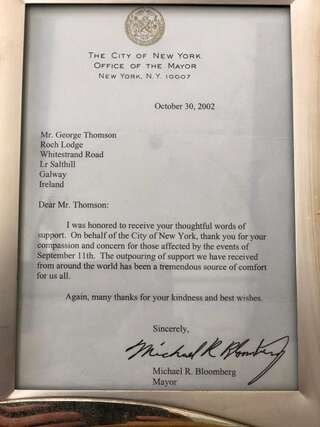 THE CITY OF NEW YORK
OFFICE OF THE MAYOR
NEW YORK, N.Y. 10007
October 30, 2002
Mr. George Thomson
Roch Lodge
Whitestrand Road
Lr Salthill
Galway
Ireland
Dear Mr. Thomson:
I was honored to receive your thoughtful words of
support. On behalf of the City of New York, thank you for your
compassion and concern for those affected by the events of
September 11th. The outpouring of support we have received
from around the world has been a tremendous source of comfort
for us all.
Again, many thanks for your kindness and best wishes.
Sincerely,
Michael R Bloomberg
Michael R. Bloomberg
Mayor